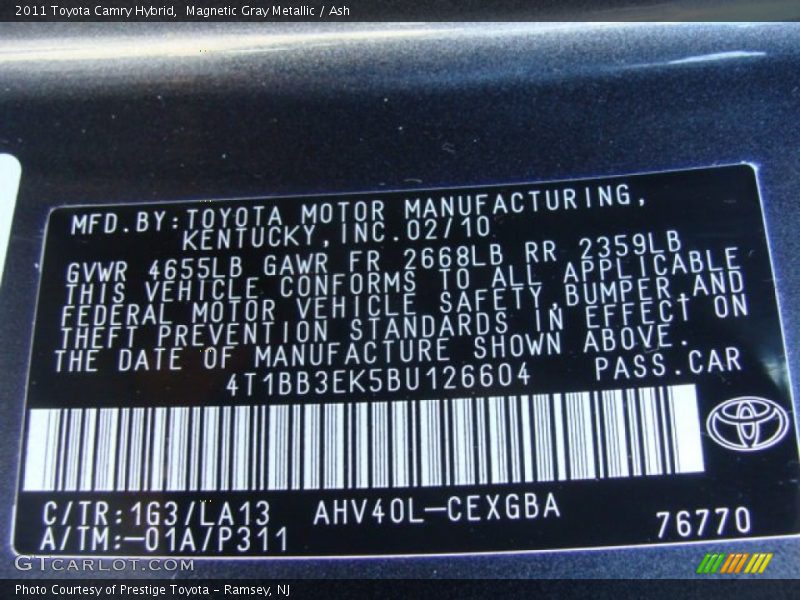 2011 Toyota Camry Hybrid, Magnetic Gray Metallic / Ash
MFD.BY:TOYOTA MOTOR MANUFACTURING,
KENTUCKY,INC.02/10
GVWR 4655LB GAWR FR 2668LB RR 2359LB
THIS VEHICLE CONFORMS TO ALL APPLICABLE
FEDERAL MOTOR VEHICLE SAFETY,BUMPER,AND
THEFT PREVENTION STANDARDS IN EFFECT ON
THE DATE OF MANUFACTURE SHOWN ABOVE.
4T1BB3EK5BU126604 PASS.CAR
C/TR:1G3/LA13 AHV40L-CEXGBA
A/TM:-01A/P311 76770
GTCARLOT.COM
Photo Courtesy of Prestige Toyota - Ramsey, NJ